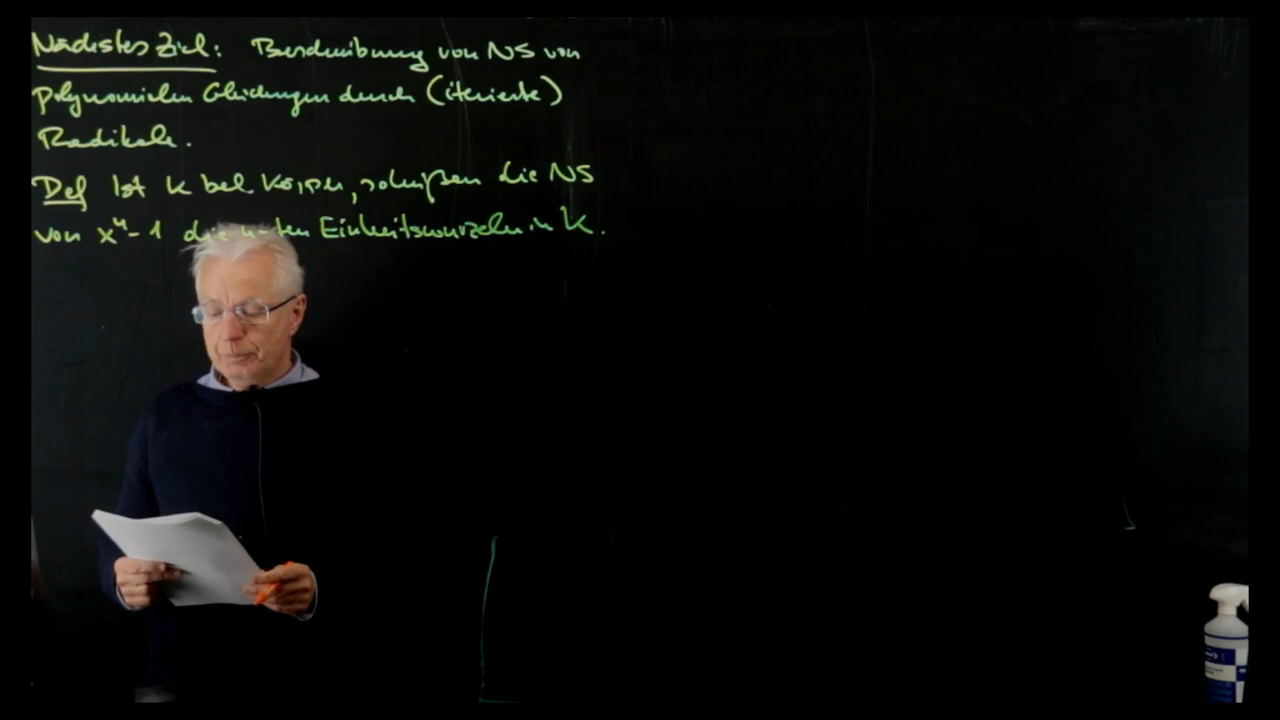 Nächstes Ziel: Beschreibung von NS von
polynomialen Gleichungen durch (iterierte)
Radikale.
Def Ist k bel Körper, so heißen die NS
von xⁿ - 1 die n-ten Einheitswurzeln in k.